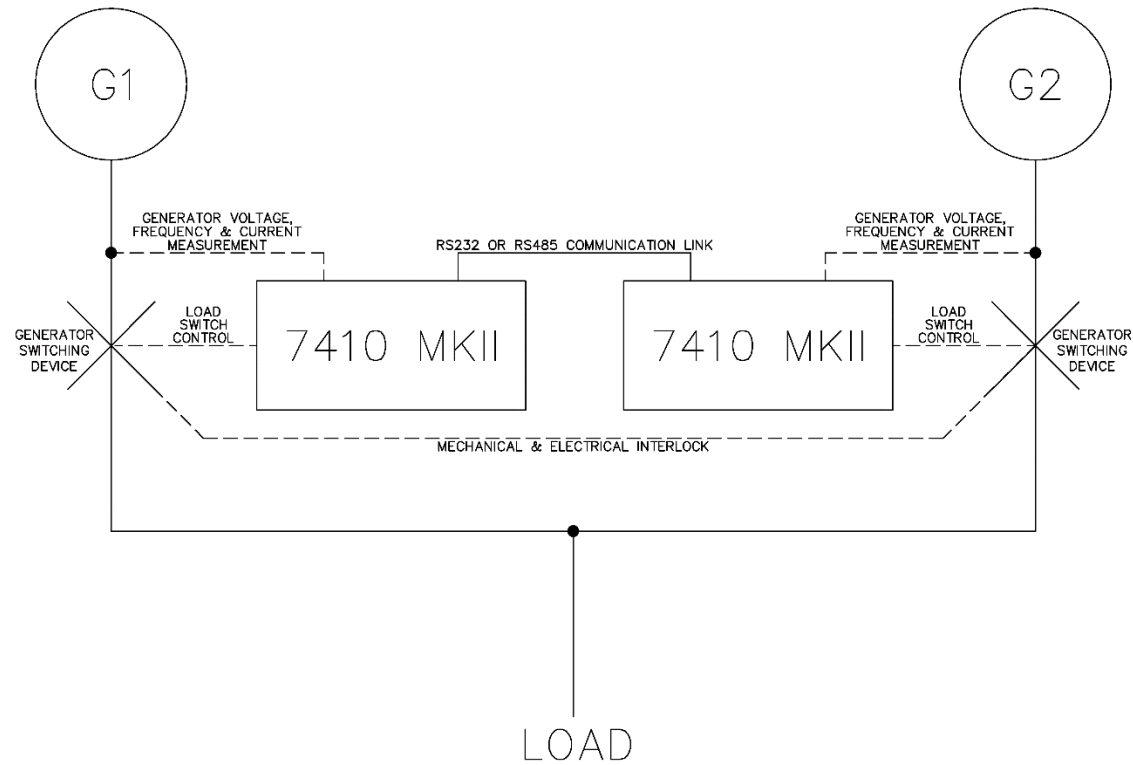 G1
G2
GENERATOR VOLTAGE,
FREQUENCY & CURRENT
MEASUREMENT
RS232 OR RS485 COMMUNICATION LINK
GENERATOR VOLTAGE,
FREQUENCY & CURRENT
MEASUREMENT
GENERATOR
SWITCHING
DEVICE
LOAD
SWITCH
CONTROL
7410 MKII
7410 MKII
LOAD
SWITCH
CONTROL
GENERATOR
SWITCHING
DEVICE
MECHANICAL & ELECTRICAL INTERLOCK
LOAD